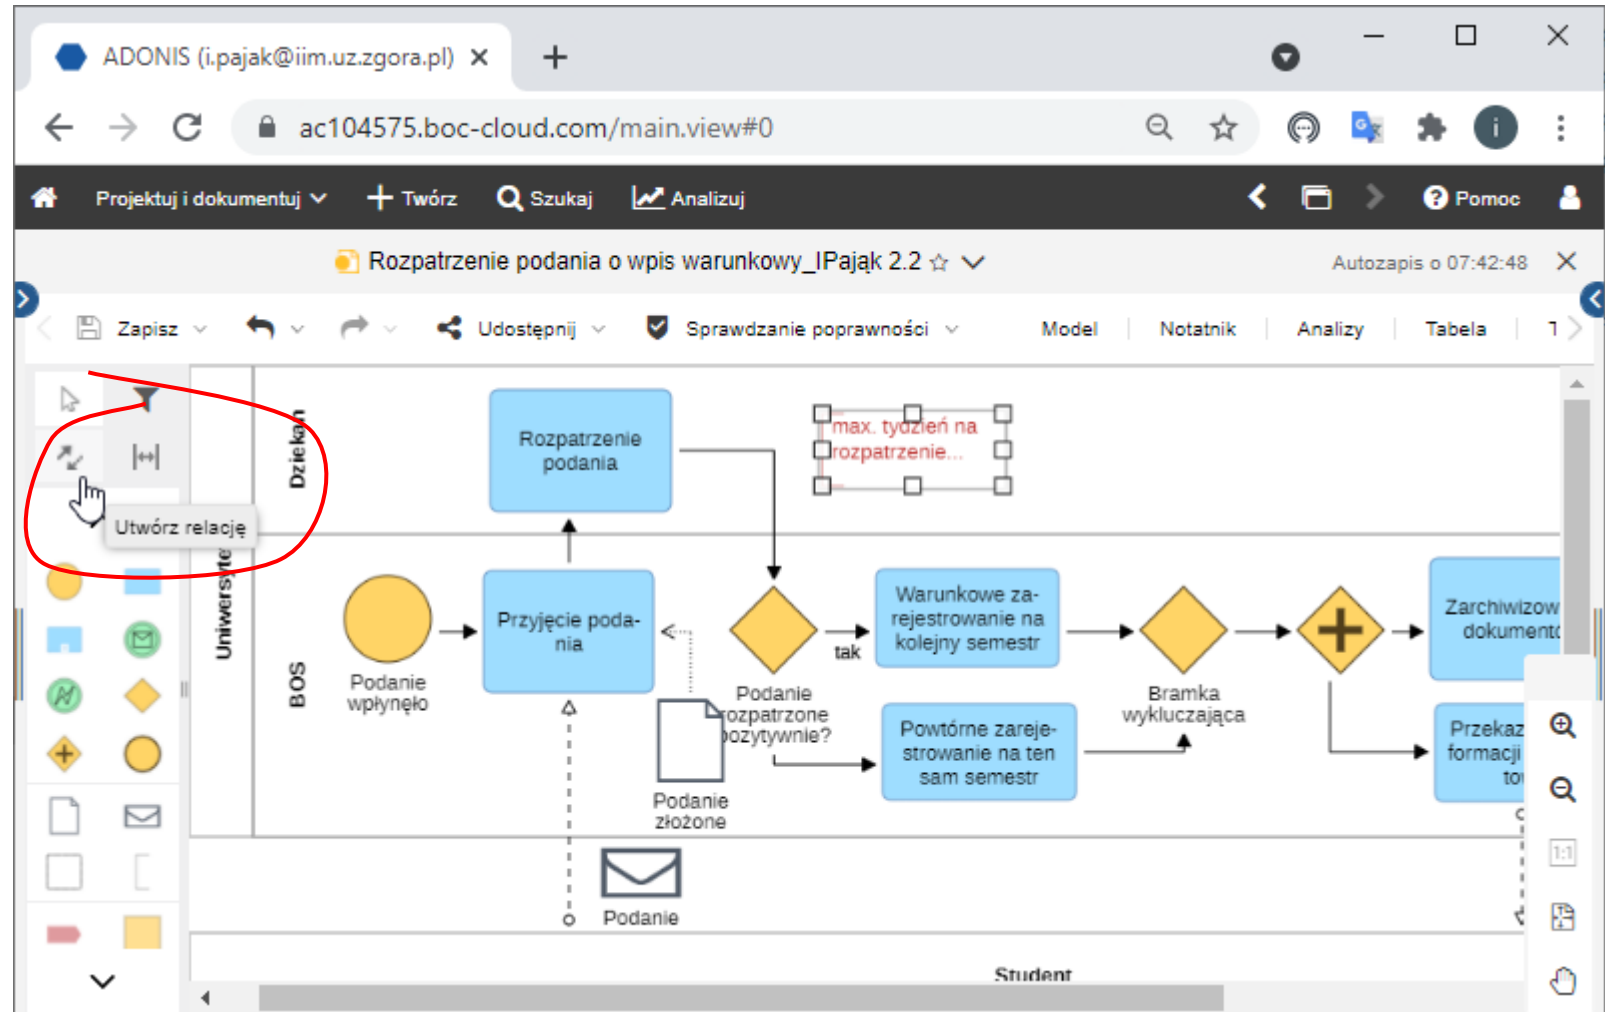 ADONIS (i.pajak@iim.uz.zgora.pl)
ac104575.boc-cloud.com/main.view#0
i
Projektuj i dokumentuj
Twórz
Szukaj
Analizuj
Pomoc
Rozpatrzenie podania o wpis warunkowy_IPająk 2.2
Autozapis o 07:42:48
Zapisz
Udostępnij
Sprawdzanie poprawności
Model
Notatnik
Analizy
Tabela
Utwórz relację
Dziekan
Rozpatrzenie
podania
max. tydzień na
rozpatrzenie...
BOS
Podanie
wpłynęło
Przyjęcie poda-
nia
tak
Warunkowe za-
rejestrowanie na
kolejny semestr
Podanie
rozpatrzone
pozytywnie?
Powtórne zareje-
strowanie na ten
sam semestr
Bramka
wykluczająca
Zarchiwizow
Przekaz
formacji
Podanie
złożone
Podanie
Student
1:1